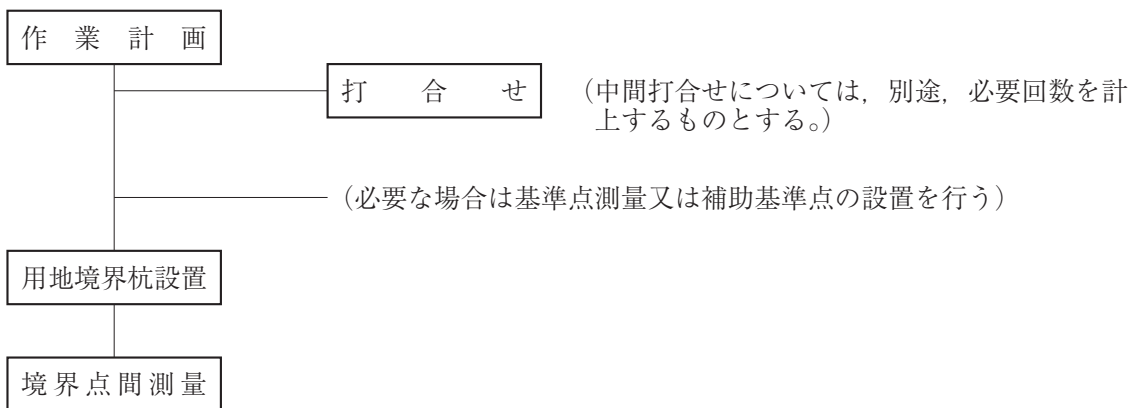 作業計画
打合せ
(中間打合せについては,別途,必要回数を計
上するものとする。)
(必要な場合は基準点測量又は補助基準点の設置を行う)
用地境界杭設置
境界点間測量